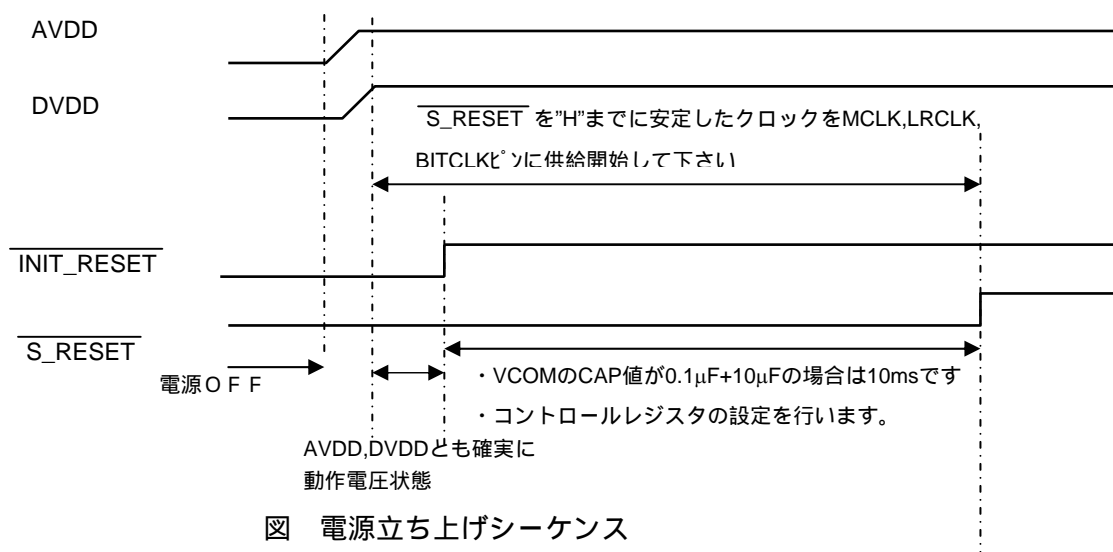 AVDD
DVDD
S_RESET を"H"までに安定したクロックをMCLK,LRCLK,
BITCLKピンに供給開始して下さい
INIT_RESET
S_RESET
電源OFF
・VCOMのCAP値が0.1μF+10μFの場合は10msです
・コントロールレジスタの設定を行います。
AVDD,DVDDとも確実に
動作電圧状態
図 電源立ち上げシーケンス